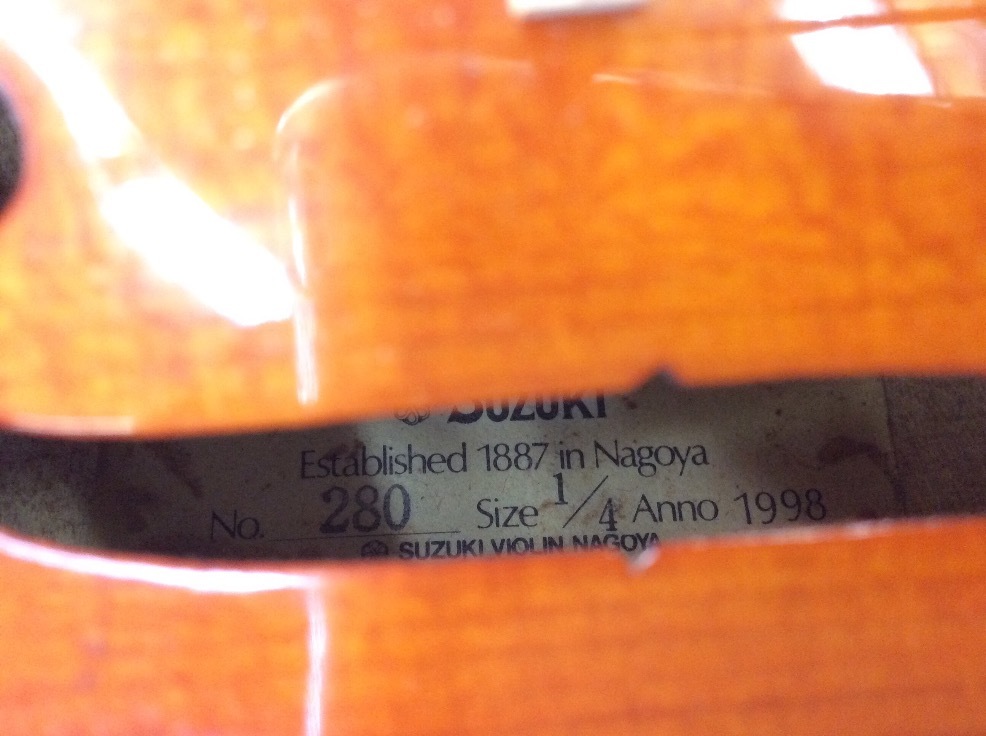 SUZUKI
Established 1887 in Nagoya
No. 280 Size 1/4 Anno 1998
SUZUKI VIOLIN NAGOYA